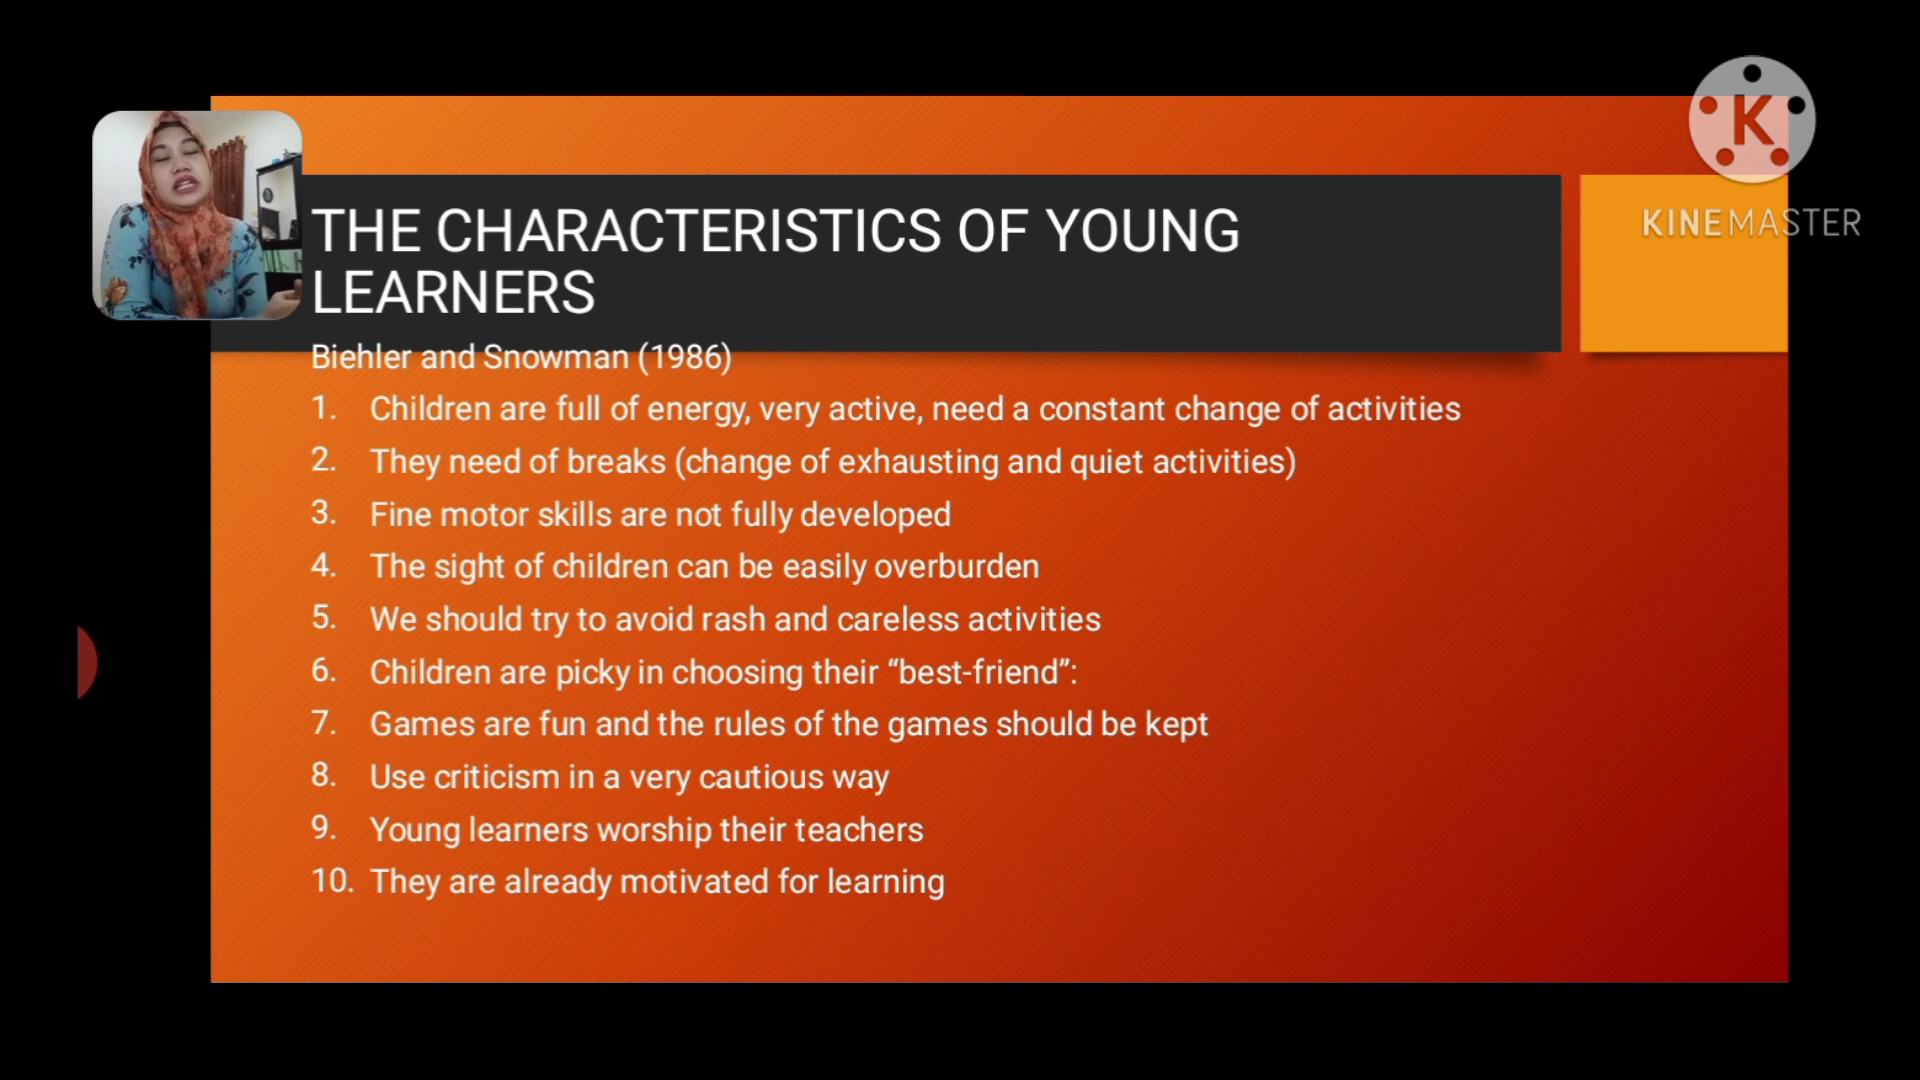 K
KINEMASTER
THE CHARACTERISTICS OF YOUNG
LEARNERS
Biehler and Snowman (1986)
1. Children are full of energy, very active, need a constant change of activities
2. They need of breaks (change of exhausting and quiet activities)
3. Fine motor skills are not fully developed
4. The sight of children can be easily overburden
5. We should try to avoid rash and careless activities
6. Children are picky in choosing their “best-friend”:
7. Games are fun and the rules of the games should be kept
8. Use criticism in a very cautious way
9. Young learners worship their teachers
10. They are already motivated for learning